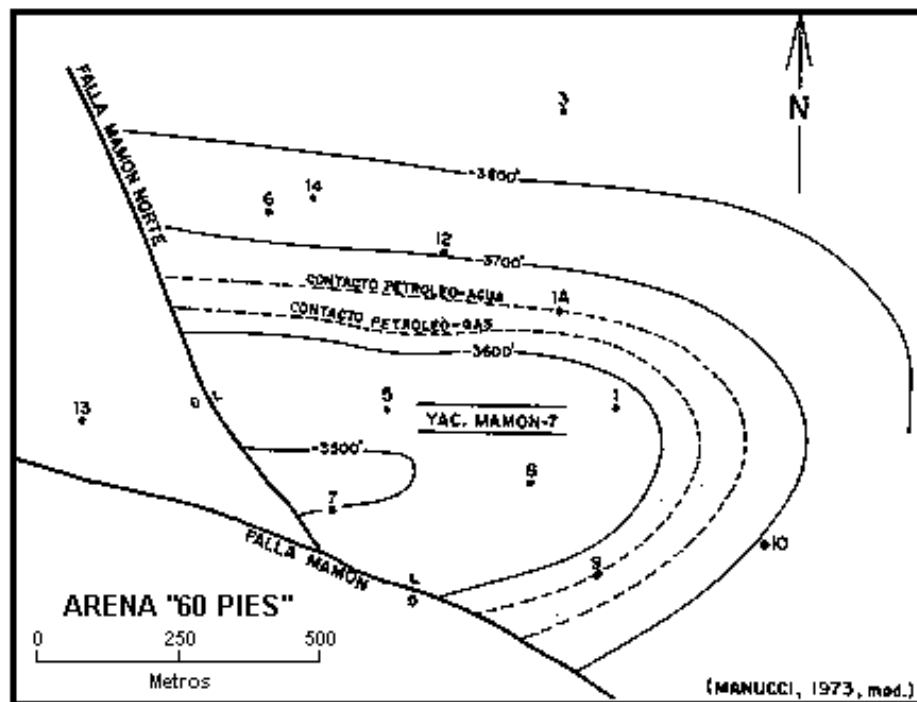 FALLA MAMON NORTE
3
N
-3800'
14
6
12
-3700'
CONTACTO PETROLEO-AGUA
1A
CONTACTO PETROLEO-GAS
-3600'
L
D
13
5
1
YAC. MAMON-7
-3500'
8
7
FALLA MAMON
10
9
L
D
ARENA "60 PIES"
0 250 500
Metros
(MANUCCI, 1973, mod.)